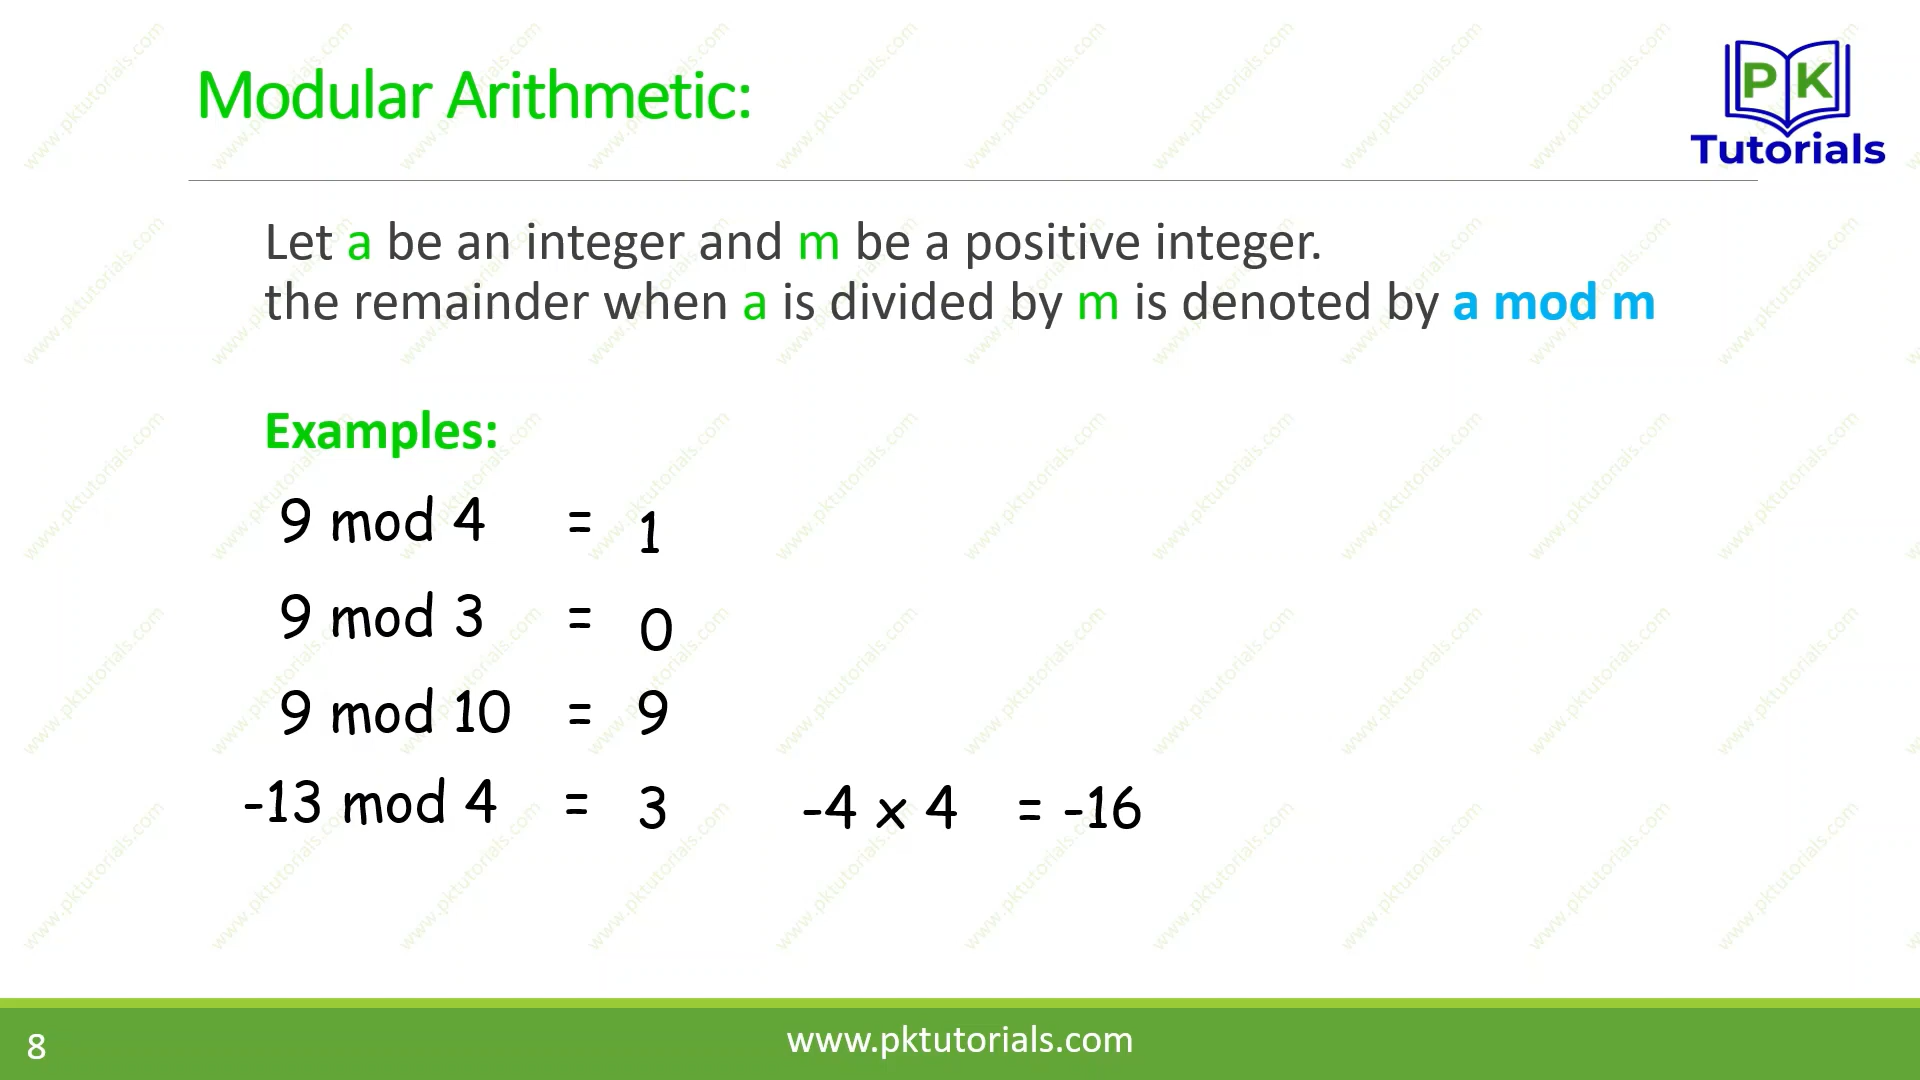 Modular Arithmetic:
PK
Tutorials
Let a be an integer and m be a positive integer.
the remainder when a is divided by m is denoted by a mod m
Examples:
9 mod 4 = 1
9 mod 3 = 0
9 mod 10 = 9
-13 mod 4 = 3 -4 x 4 = -16
8 www.pktutorials.com